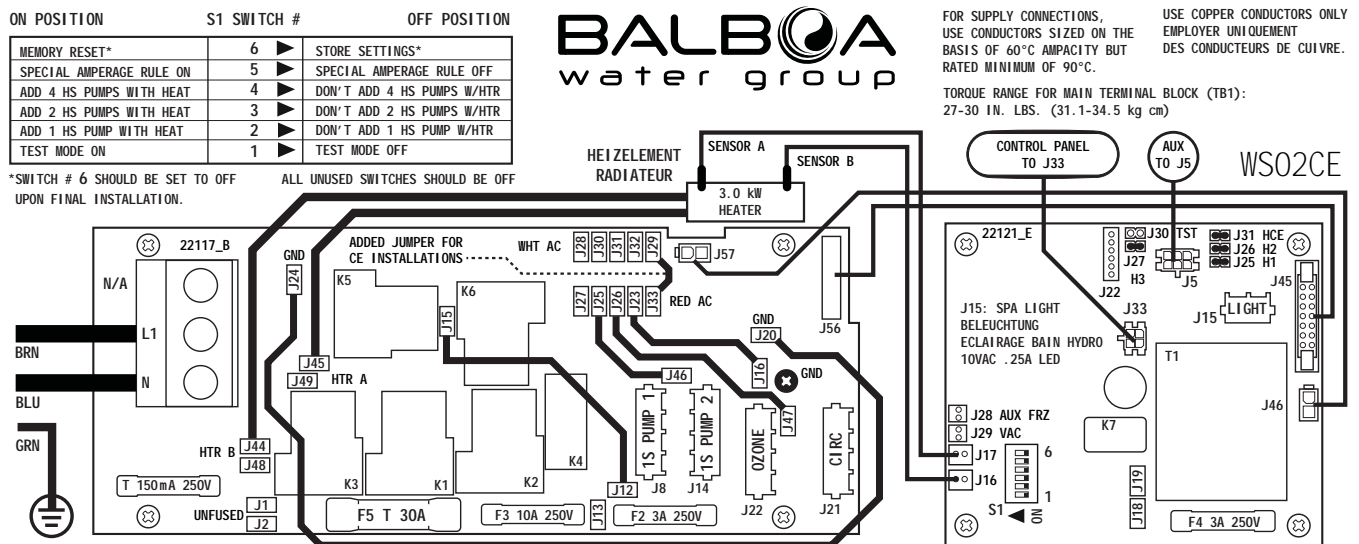 ON POSITION S1 SWITCH # OFF POSITION
MEMORY RESET* 6 STORE SETTINGS*
SPECIAL AMPERAGE RULE ON 5 SPECIAL AMPERAGE RULE OFF
ADD 4 HS PUMPS WITH HEAT 4 DON'T ADD 4 HS PUMPS W/HTR
ADD 2 HS PUMPS WITH HEAT 3 DON'T ADD 2 HS PUMPS W/HTR
ADD 1 HS PUMP WITH HEAT 2 DON'T ADD 1 HS PUMP W/HTR
TEST MODE ON 1 TEST MODE OFF
*SWITCH # 6 SHOULD BE SET TO OFF
UPON FINAL INSTALLATION.
ALL UNUSED SWITCHES SHOULD BE OFF
BALBOA
water group
FOR SUPPLY CONNECTIONS,
USE CONDUCTORS SIZED ON THE
BASIS OF 60°C AMPACITY BUT
RATED MINIMUM OF 90°C.
USE COPPER CONDUCTORS ONLY
EMPLOYER UNIQUEMENT
DES CONDUCTEURS DE CUIVRE.
TORQUE RANGE FOR MAIN TERMINAL BLOCK (TB1):
27-30 IN. LBS. (31.1-34.5 kg cm)
HEIZELEMENT
RADIATEUR
SENSOR A
SENSOR B
3.0 kW
HEATER
CONTROL PANEL
TO J33
AUX
TO J5
WS02CE
22117_B
N/A
L1
N
BRN
BLU
GRN
GND
J24
ADDED JUMPER FOR
CE INSTALLATIONS
WHT AC
J28
J30
J31
J32
J29
J57
K5
K6
J15
J27
J25
J26
J23
J33
RED AC
J56
GND
J20
J45
J49
HTR A
J46
J16
GND
J47
HTR B
J44
J48
K3
K1
K2
K4
1S PUMP 1
J8
1S PUMP 2
J14
OZONE
J22
CIRC
J21
T 150mA 250V
UNFUSED
J1
J2
F5 T 30A
F3 10A 250V
J12
J13
F2 3A 250V
22121_E
J30 TST
J31 HCE
J26 H2
J25 H1
J27
H3
J22
J5
J45
J15: SPA LIGHT
BELEUCHTUNG
ECLAIRAGE BAIN HYDRO
10VAC .25A LED
J33
J15
LIGHT
T1
K7
J46
J28 AUX FRZ
J29 VAC
J17
J16
6
1
S1
ON
J19
J18
F4 3A 250V